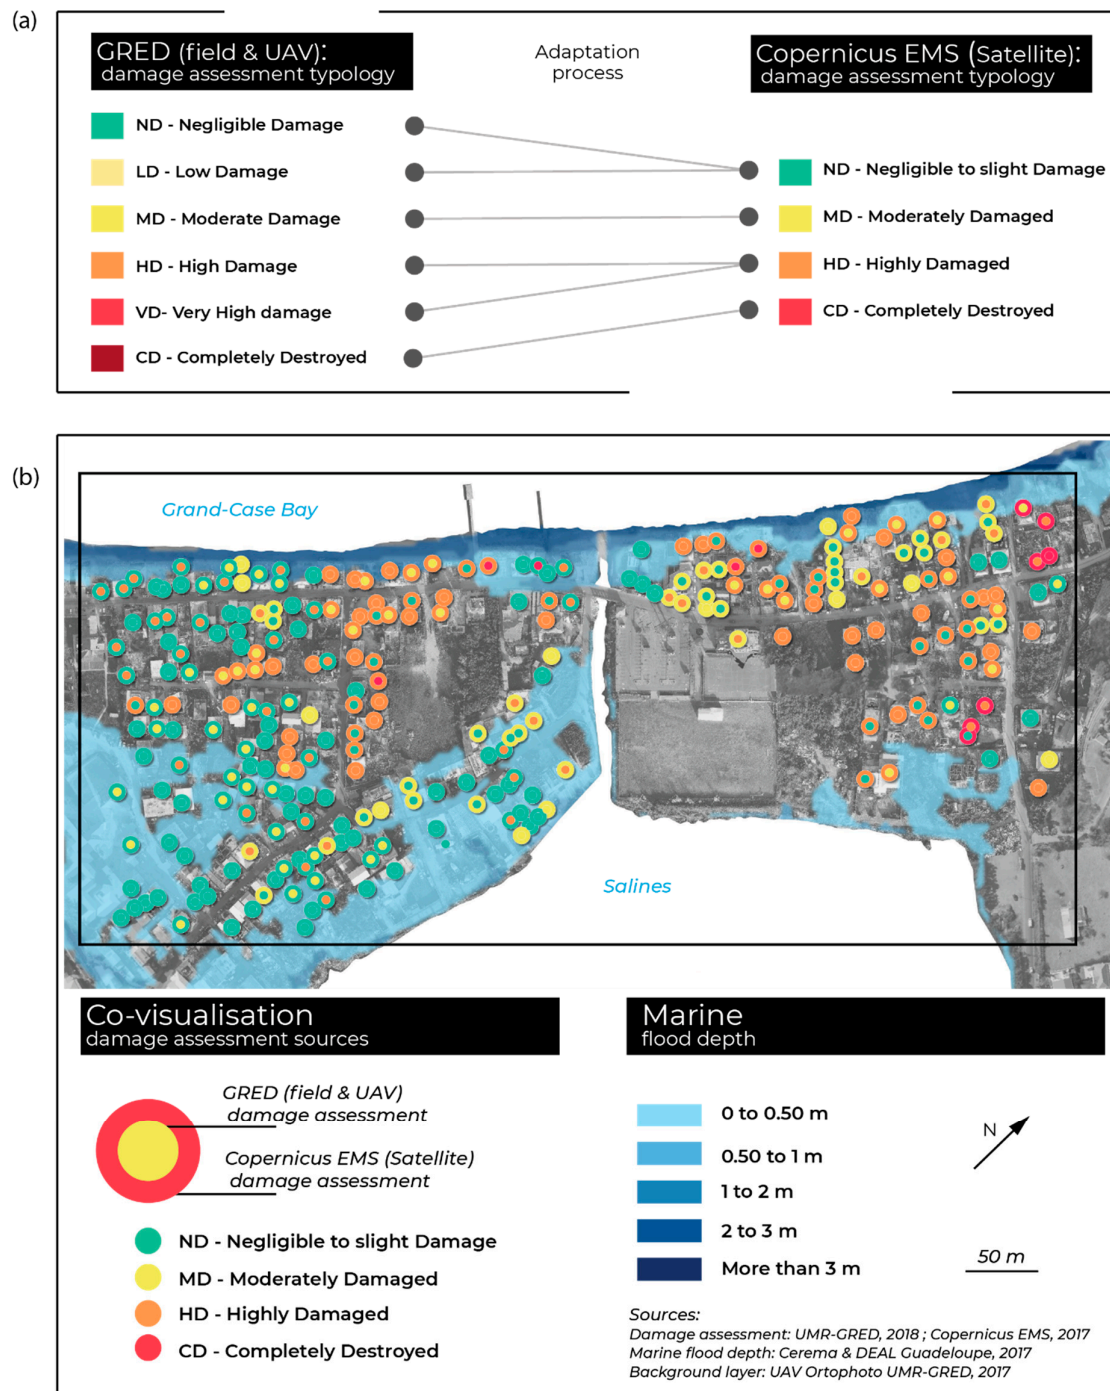 (a)
GRED (field & UAV):
damage assessment typology
Adaptation
process
Copernicus EMS (Satellite):
damage assessment typology
ND - Negligible Damage
LD - Low Damage
MD - Moderate Damage
HD - High Damage
VD- Very High damage
CD - Completely Destroyed
ND - Negligible to slight Damage
MD - Moderately Damaged
HD - Highly Damaged
CD - Completely Destroyed
(b)
Grand-Case Bay
Salines
Co-visualisation
damage assessment sources
GRED (field & UAV)
damage assessment
Copernicus EMS (Satellite)
damage assessment
ND - Negligible to slight Damage
MD - Moderately Damaged
HD - Highly Damaged
CD - Completely Destroyed
Marine
flood depth
0 to 0.50 m
0.50 to 1 m
1 to 2 m
2 to 3 m
More than 3 m
N
50 m
Sources:
Damage assessment: UMR-GRED, 2018 ; Copernicus EMS, 2017
Marine flood depth: Cerema & DEAL Guadeloupe, 2017
Background layer: UAV Ortophoto UMR-GRED, 2017